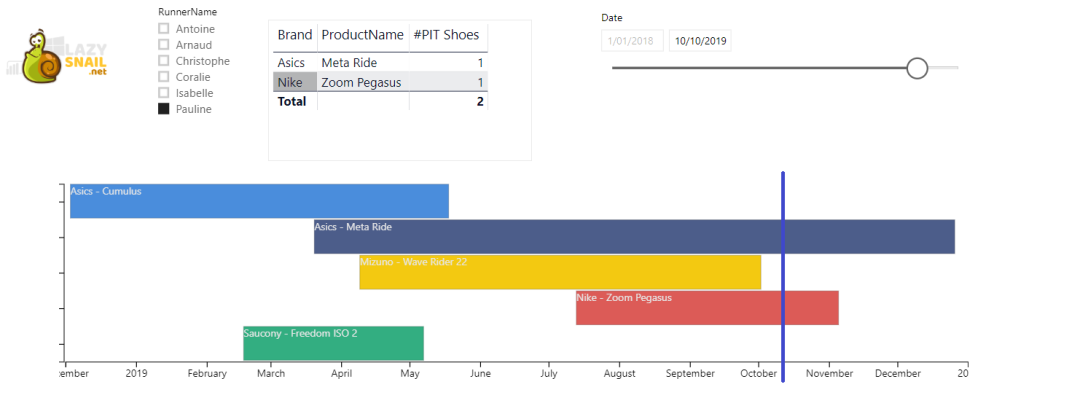 LAZY
SNAIL
.net
RunnerName
Antoine
Arnaud
Christophe
Coralie
Isabelle
Pauline
Brand ProductName #PIT Shoes
Asics Meta Ride 1
Nike Zoom Pegasus 1
Total 2
Date
1/01/2018 10/10/2019
Asics - Cumulus
Asics - Meta Ride
Mizuno - Wave Rider 22
Nike - Zoom Pegasus
Saucony - Freedom ISO 2
:ember 2019 February March April May June July August September October November December 20